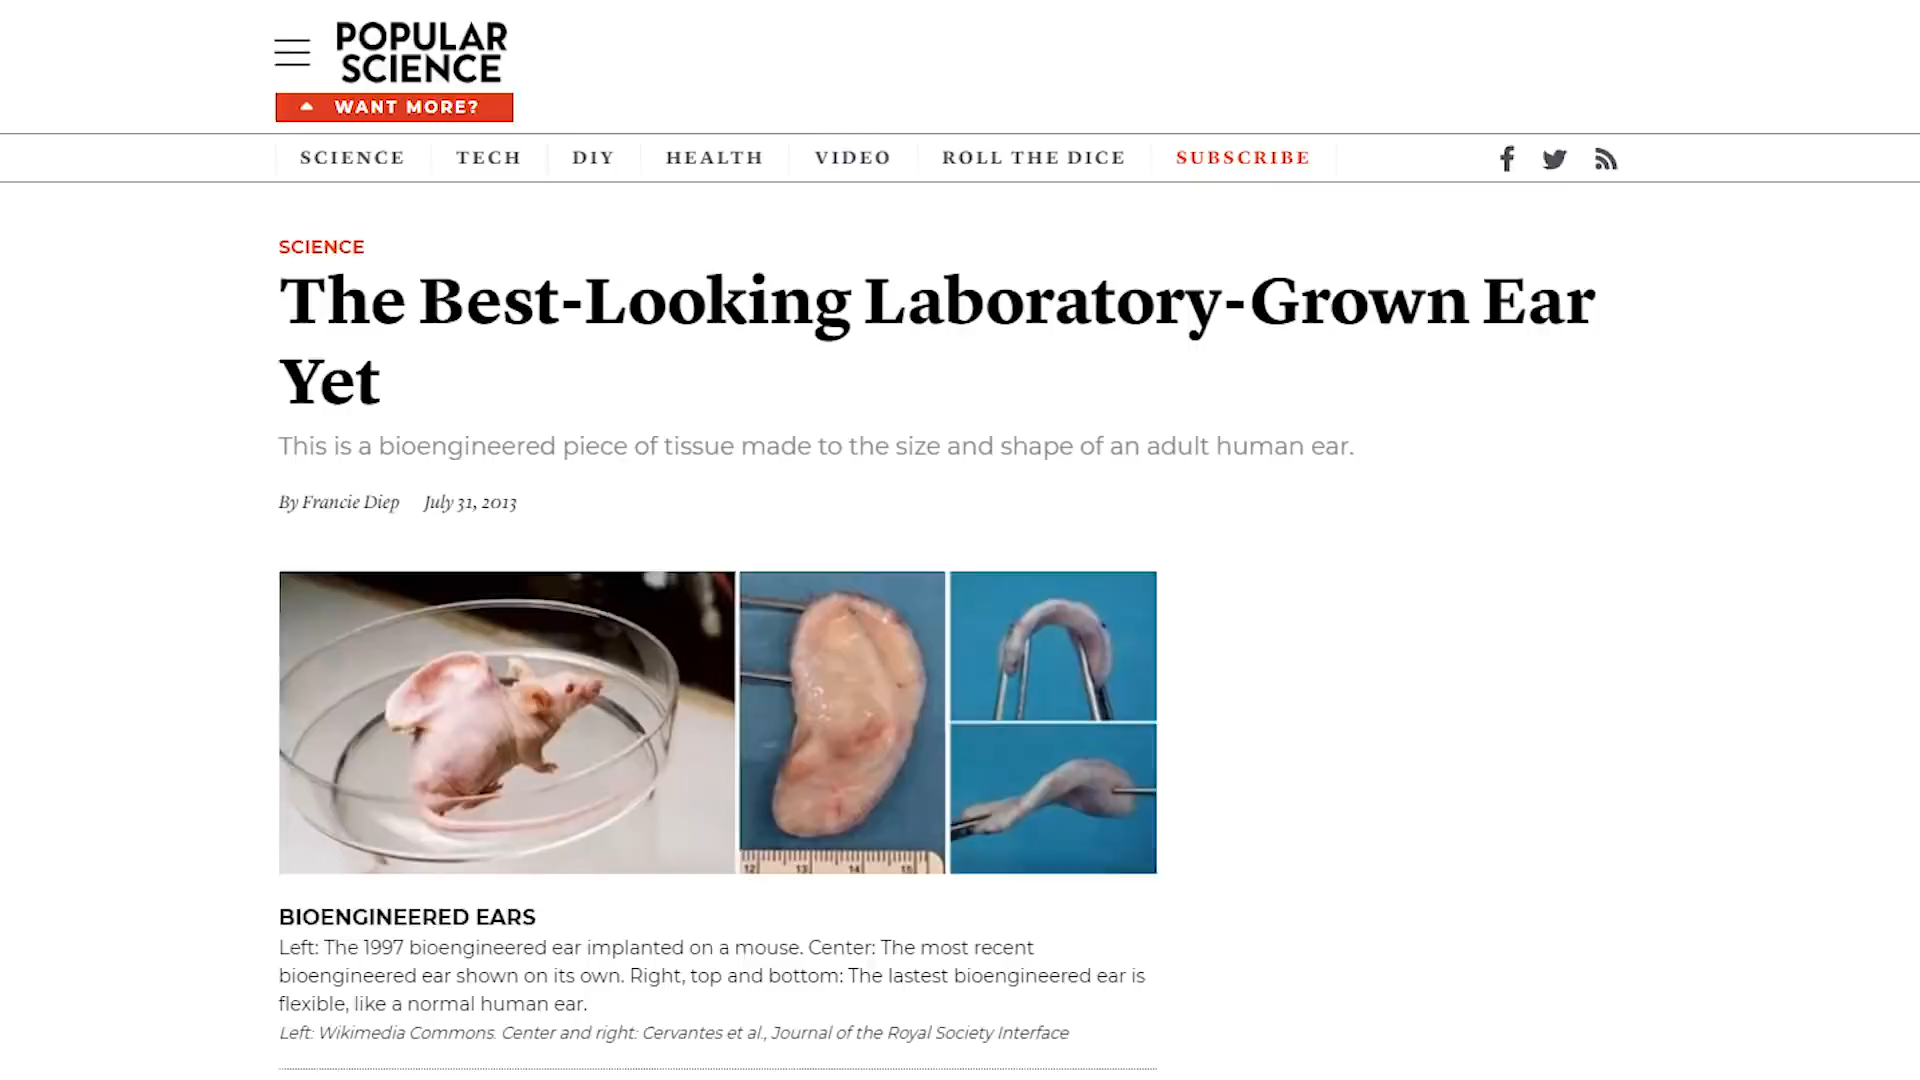 POPULAR
SCIENCE
WANT MORE?
SCIENCE TECH DIY HEALTH VIDEO ROLL THE DICE SUBSCRIBE
SCIENCE
The Best-Looking Laboratory-Grown Ear
Yet
This is a bioengineered piece of tissue made to the size and shape of an adult human ear.
By Francie Diep July 31, 2013
12 13 14 15
BIOENGINEERED EARS
Left: The 1997 bioengineered ear implanted on a mouse. Center: The most recent
bioengineered ear shown on its own. Right, top and bottom: The lastest bioengineered ear is
flexible, like a normal human ear.
Left: Wikimedia Commons. Center and right: Cervantes et al., Journal of the Royal Society Interface